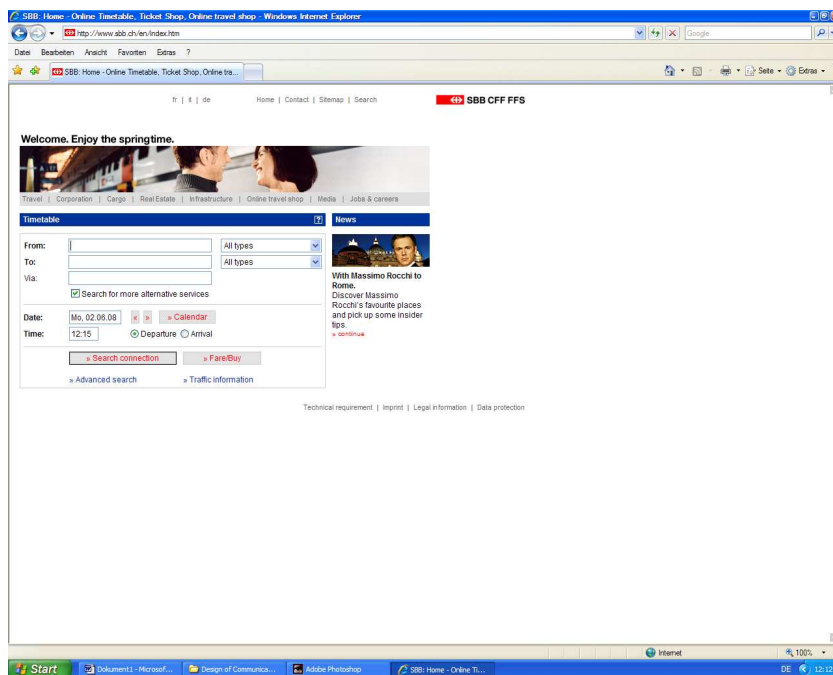 SBB: Home - Online Timetable, Ticket Shop, Online travel shop - Windows Internet Explorer
http://www.sbb.ch/en/index.htm
Google
Datei Bearbeiten Ansicht Favoriten Extras ?
SBB: Home - Online Timetable, Ticket Shop, Online tra...
Seite Extras
fr | it | de Home | Contact | Sitemap | Search SBB CFF FFS
Welcome. Enjoy the springtime.
Travel | Corporation | Cargo | Real Estate | Infrastructure | Online travel shop | Media | Jobs & careers
Timetable ? News
From: All types
To: All types
Via:
Search for more alternative services
Date: Mo, 02.06.08 « » » Calendar
Time: 12:15 Departure Arrival
» Search connection » Fare/Buy
» Advanced search » Traffic information
With Massimo Rocchi to
Rome.
Discover Massimo
Rocchi's favourite places
and pick up some insider
tips.
» continue
Technical requirement | Imprint | Legal information | Data protection
Internet 100%
Start Dokument1 - Microsof... Design of Communica... Adobe Photoshop SBB: Home - Online Ti... DE 12:12